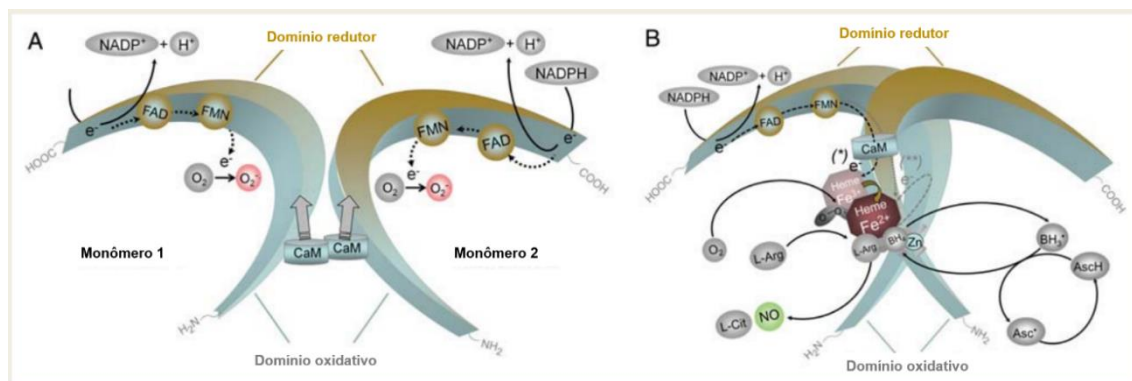 A
NADP⁺ + H⁺
Domínio redutor
NADP⁺ + H⁺
NADPH
FAD
FMN
e⁻
HOOC
e⁻
O₂ → O₂⁻
FMN
FAD
e⁻
COOH
e⁻
O₂ → O₂⁻
Monômero 1
CaM
CaM
Monômero 2
H₂N
NH₂
Domínio oxidativo
B
Domínio redutor
NADP⁺ + H⁺
NADPH
FAD
FMN
e⁻
HOOC
CaM
(*)
e⁻
(**)
e⁻
COOH
Heme
Heme
Fe²⁺
O₂
L-Arg
L-Arg
BH₄
Zn
BH₃⁺
AscH
Asc•
L-Cit
NO
H₂N
NH₂
Domínio oxidativo